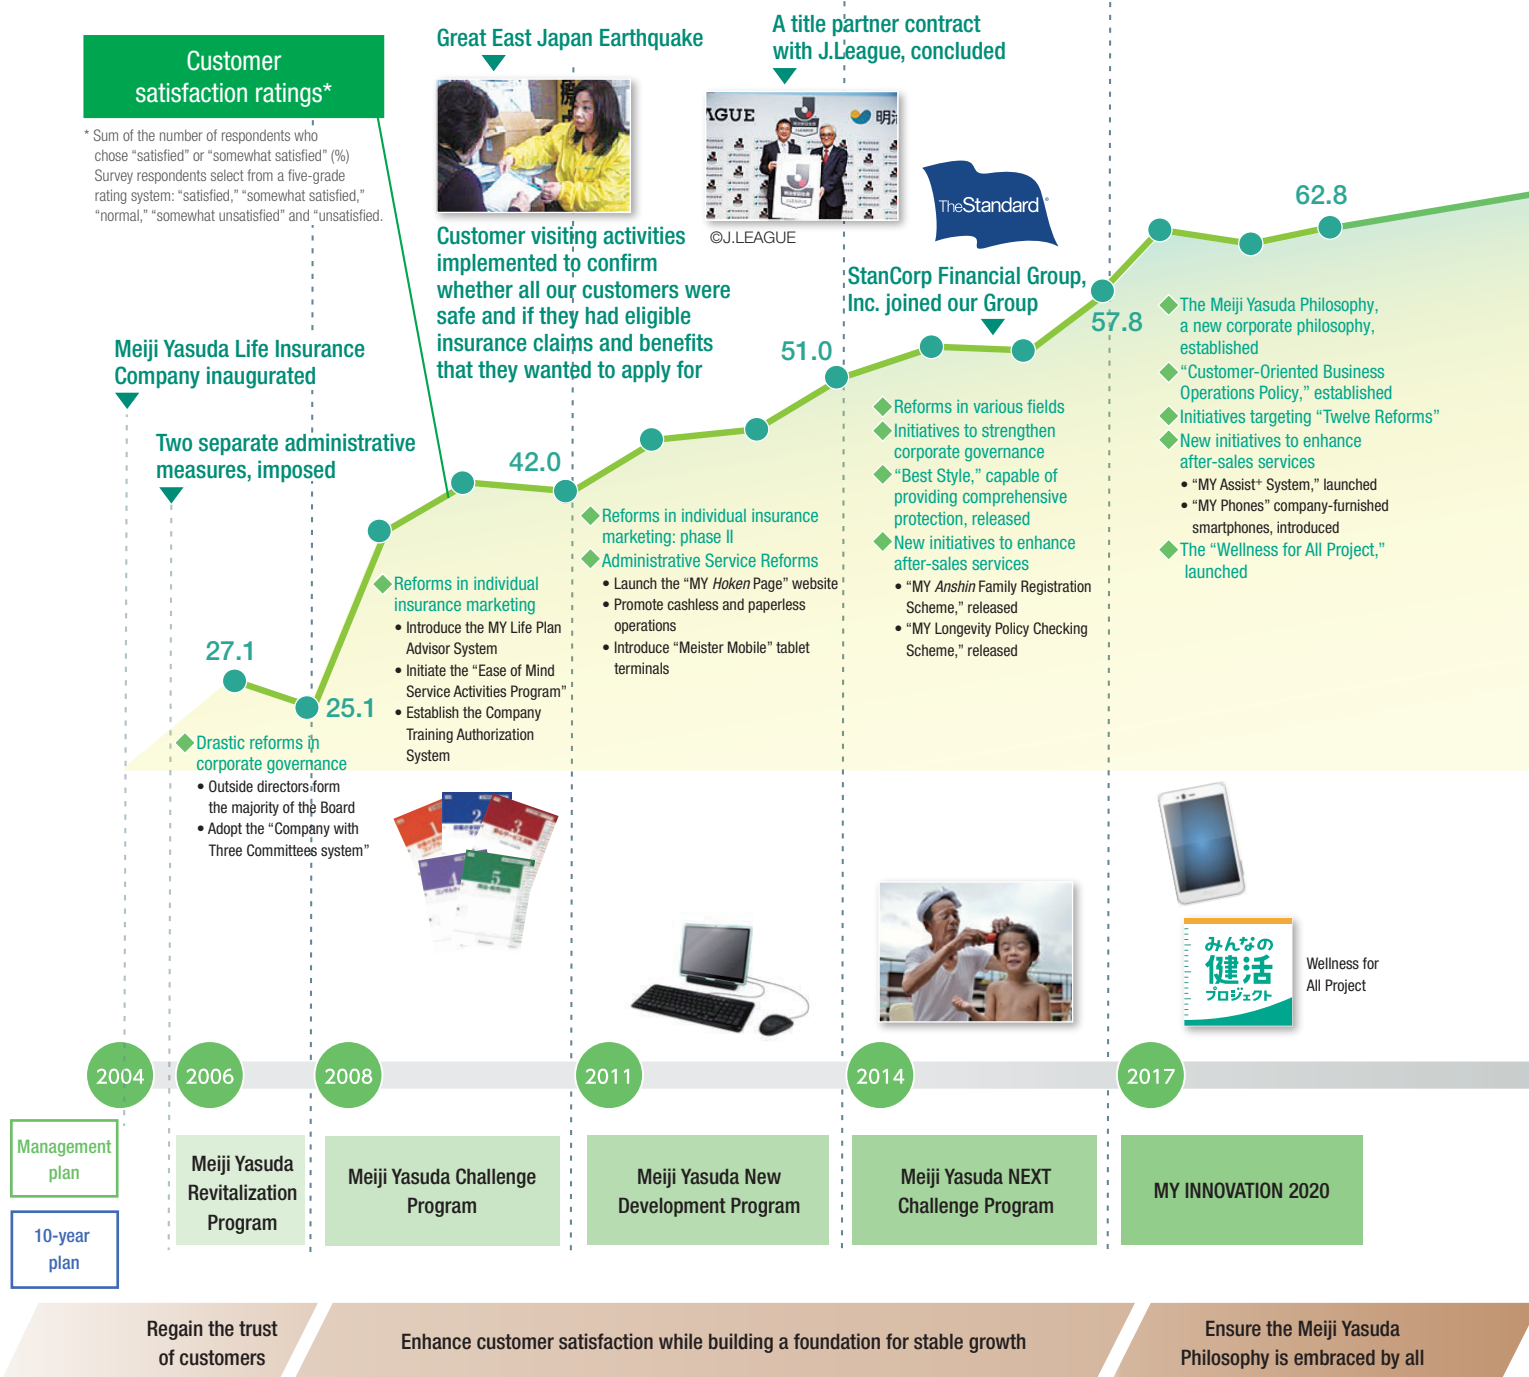 Customer
satisfaction ratings*
* Sum of the number of respondents who
chose “satisfied” or “somewhat satisfied” (%)
Survey respondents select from a five-grade
rating system: “satisfied,” “somewhat satisfied,”
“normal,” “somewhat unsatisfied” and “unsatisfied.
Great East Japan Earthquake
Customer visiting activities
implemented to confirm
whether all our customers were
safe and if they had eligible
insurance claims and benefits
that they wanted to apply for
A title partner contract
with J.League, concluded
AGUE
明治
J.LEAGUE
©J.LEAGUE
TheStandard®
StanCorp Financial Group,
Inc. joined our Group
Meiji Yasuda Life Insurance
Company inaugurated
Two separate administrative
measures, imposed
27.1
25.1
42.0
51.0
57.8
62.8
Drastic reforms in
corporate governance
• Outside directors form
the majority of the Board
• Adopt the “Company with
Three Committees system”
Reforms in individual
insurance marketing
• Introduce the MY Life Plan
Advisor System
• Initiate the “Ease of Mind
Service Activities Program”
• Establish the Company
Training Authorization
System
1
2
3
4
5
Reforms in individual insurance
marketing: phase II
Administrative Service Reforms
• Launch the “MY Hoken Page” website
• Promote cashless and paperless
operations
• Introduce “Meister Mobile” tablet
terminals
Reforms in various fields
Initiatives to strengthen
corporate governance
“Best Style,” capable of
providing comprehensive
protection, released
New initiatives to enhance
after-sales services
• “MY Anshin Family Registration
Scheme,” released
• “MY Longevity Policy Checking
Scheme,” released
The Meiji Yasuda Philosophy,
a new corporate philosophy,
established
“Customer-Oriented Business
Operations Policy,” established
Initiatives targeting “Twelve Reforms”
New initiatives to enhance
after-sales services
• “MY Assist+ System,” launched
• “MY Phones” company-furnished
smartphones, introduced
The “Wellness for All Project,”
launched
みんなの
健活
プロジェクト
Wellness for
All Project
2004
2006
2008
2011
2014
2017
Management
plan
10-year
plan
Meiji Yasuda
Revitalization
Program
Meiji Yasuda Challenge
Program
Meiji Yasuda New
Development Program
Meiji Yasuda NEXT
Challenge Program
MY INNOVATION 2020
Regain the trust
of customers
Enhance customer satisfaction while building a foundation for stable growth
Ensure the Meiji Yasuda
Philosophy is embraced by all